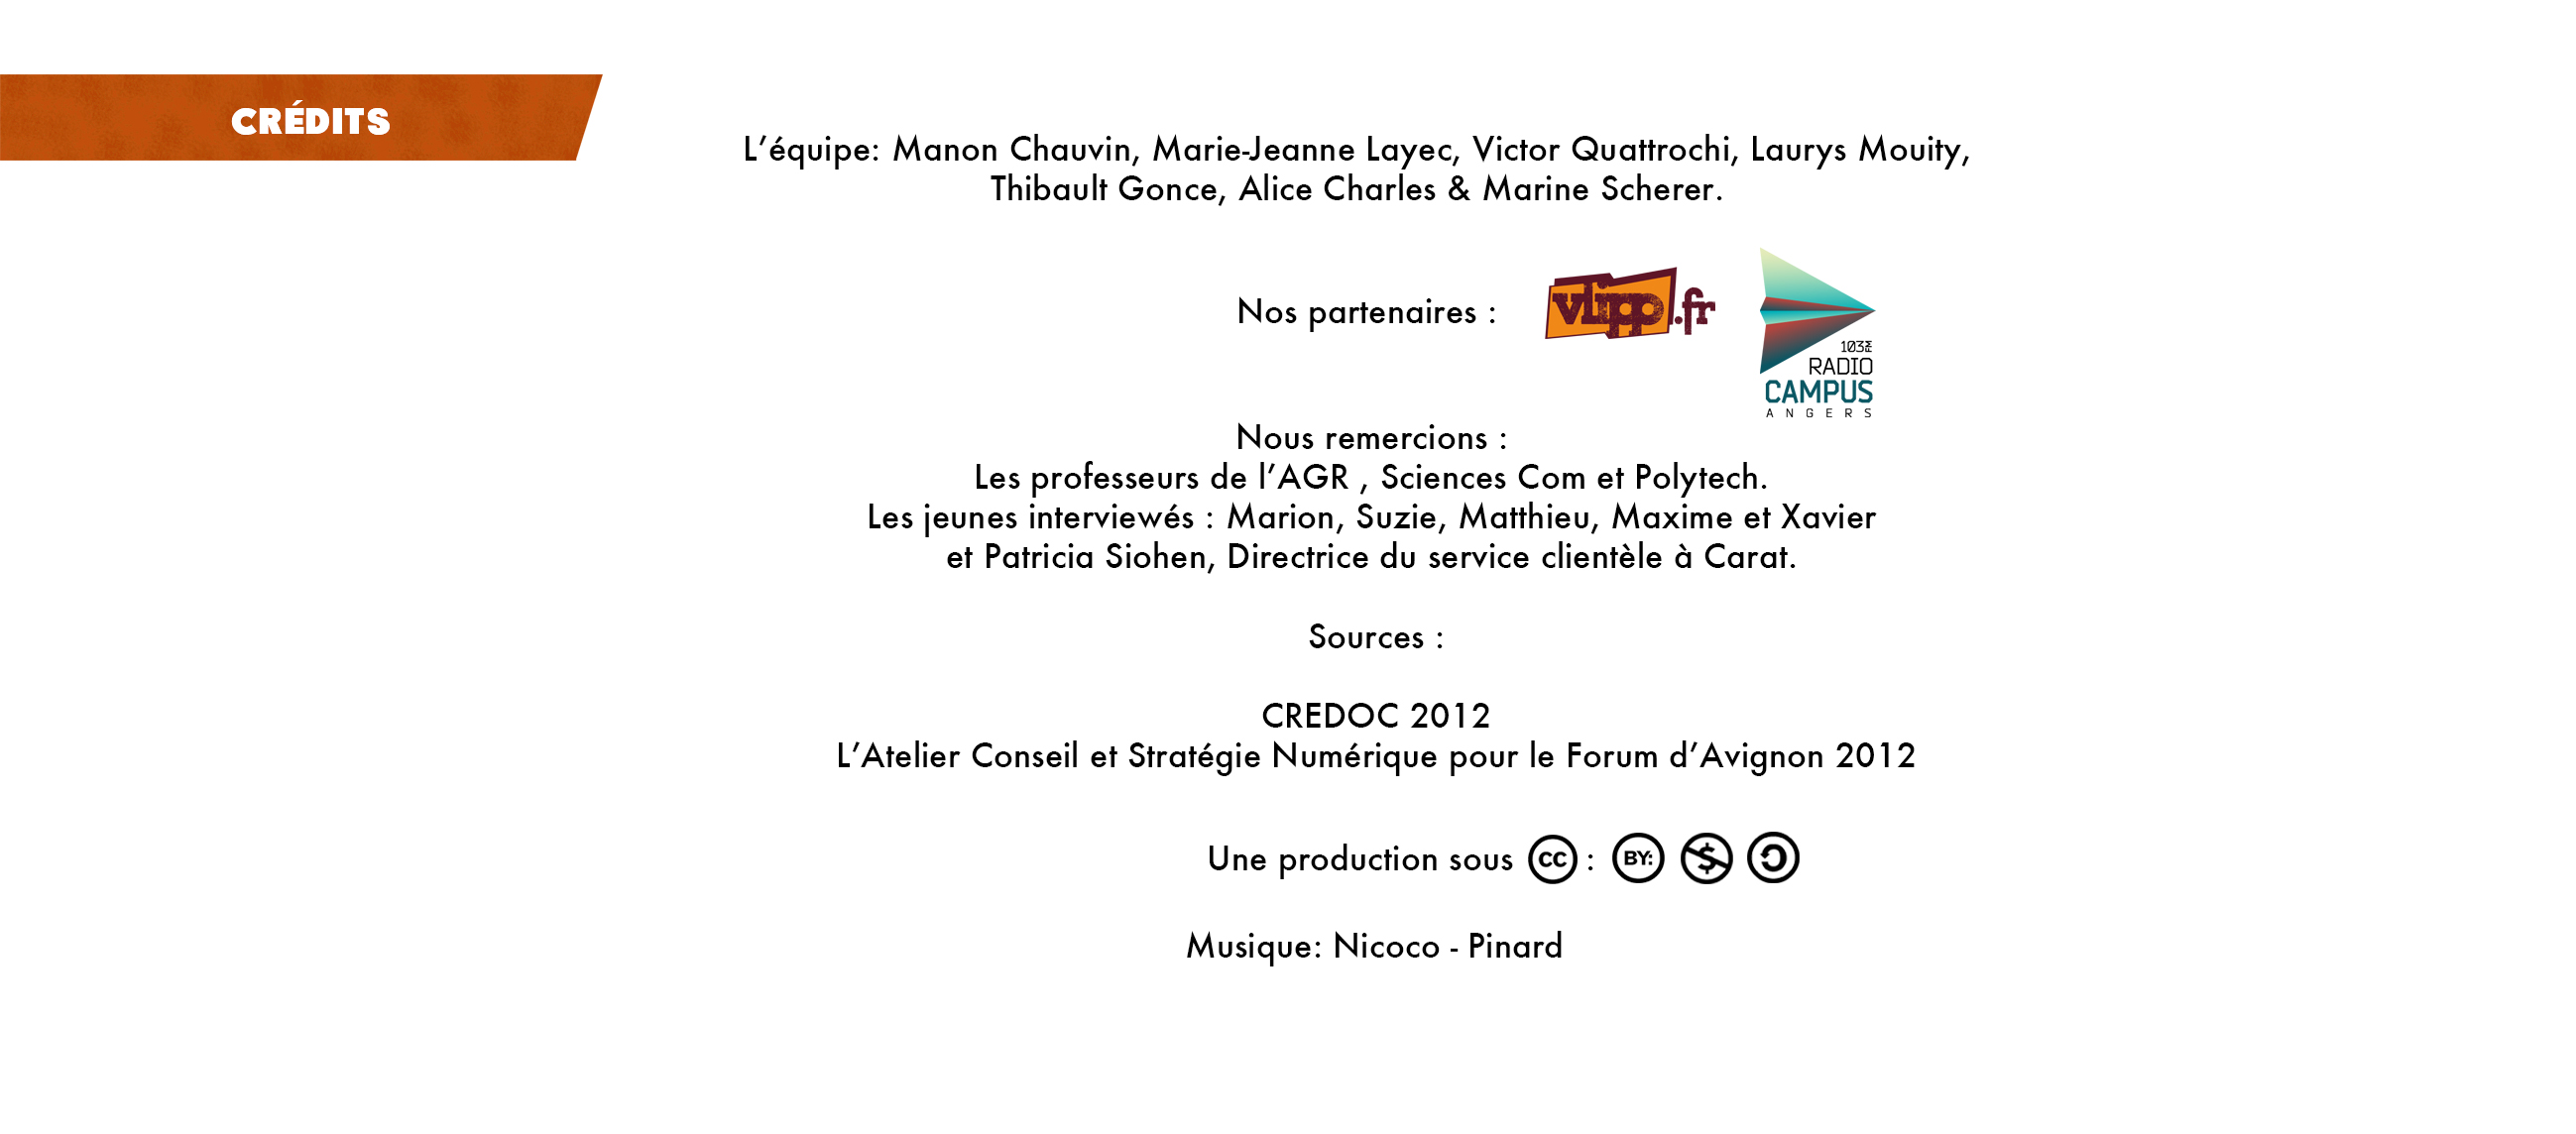 CRÉDITS
L’équipe: Manon Chauvin, Marie-Jeanne Layec, Victor Quattrochi, Laurys Mouity,
Thibault Gonce, Alice Charles & Marine Scherer.
Nos partenaires :
vlipp.fr
103
RADIO
CAMPUS
ANGERS
Nous remercions :
Les professeurs de l’AGR , Sciences Com et Polytech.
Les jeunes interviewés : Marion, Suzie, Matthieu, Maxime et Xavier
et Patricia Siohen, Directrice du service clientèle à Carat.
Sources :
CREDOC 2012
L’Atelier Conseil et Stratégie Numérique pour le Forum d’Avignon 2012
Une production sous CC : BY: $
Musique: Nicoco - Pinard